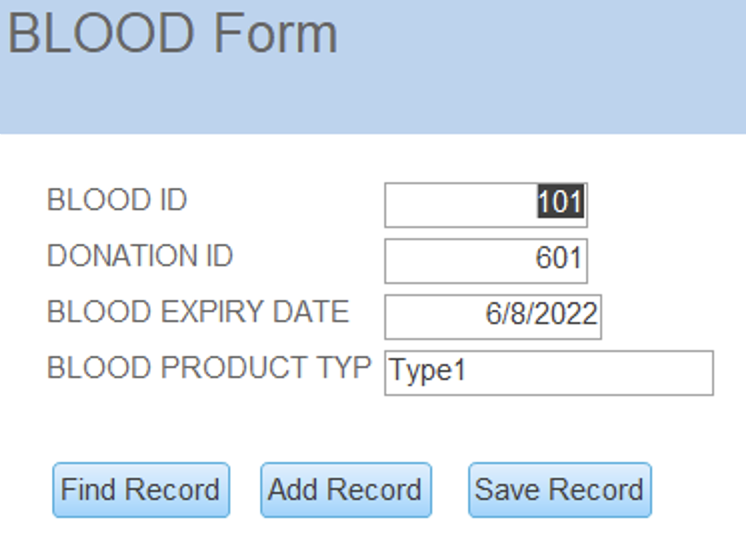 BLOOD Form
BLOOD ID 101
DONATION ID 601
BLOOD EXPIRY DATE 6/8/2022
BLOOD PRODUCT TYP Type1
Find Record Add Record Save Record